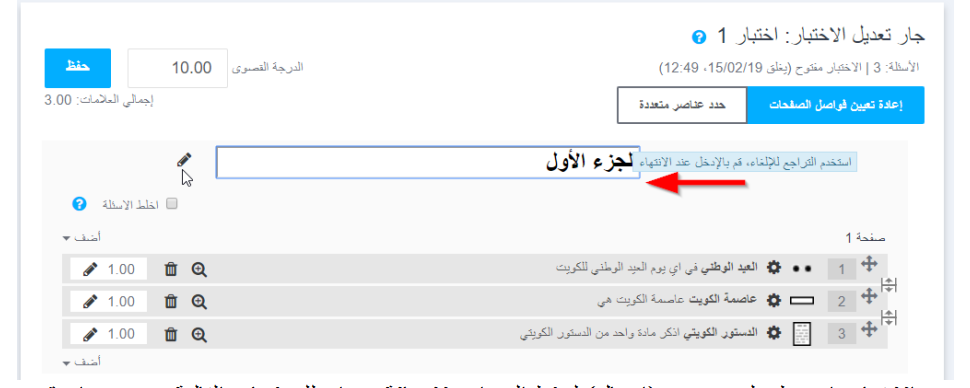 جار تعديل الاختبار: اختبار 1
الأسئلة: 3 | الاختبار مفتوح (يغلق 15/02/19، 12:49)
الدرجة القصوى 10.00 حفظ
إعادة تعيين فواصل الصفحات حدد عناصر متعددة
إجمالي العلامات: 3.00
استخدم التراجع للإلغاء، قم بالإدخل عند الانتهاء لجزء الأول
اخلط الاسئلة
صفحة 1 أضف
1 العيد الوطني في اي يوم العيد الوطني للكويت 1.00
2 عاصمة الكويت عاصمة الكويت هي 1.00
3 الدستور الكويتي اذكر مادة واحد من الدستور الكويتي 1.00
أضف